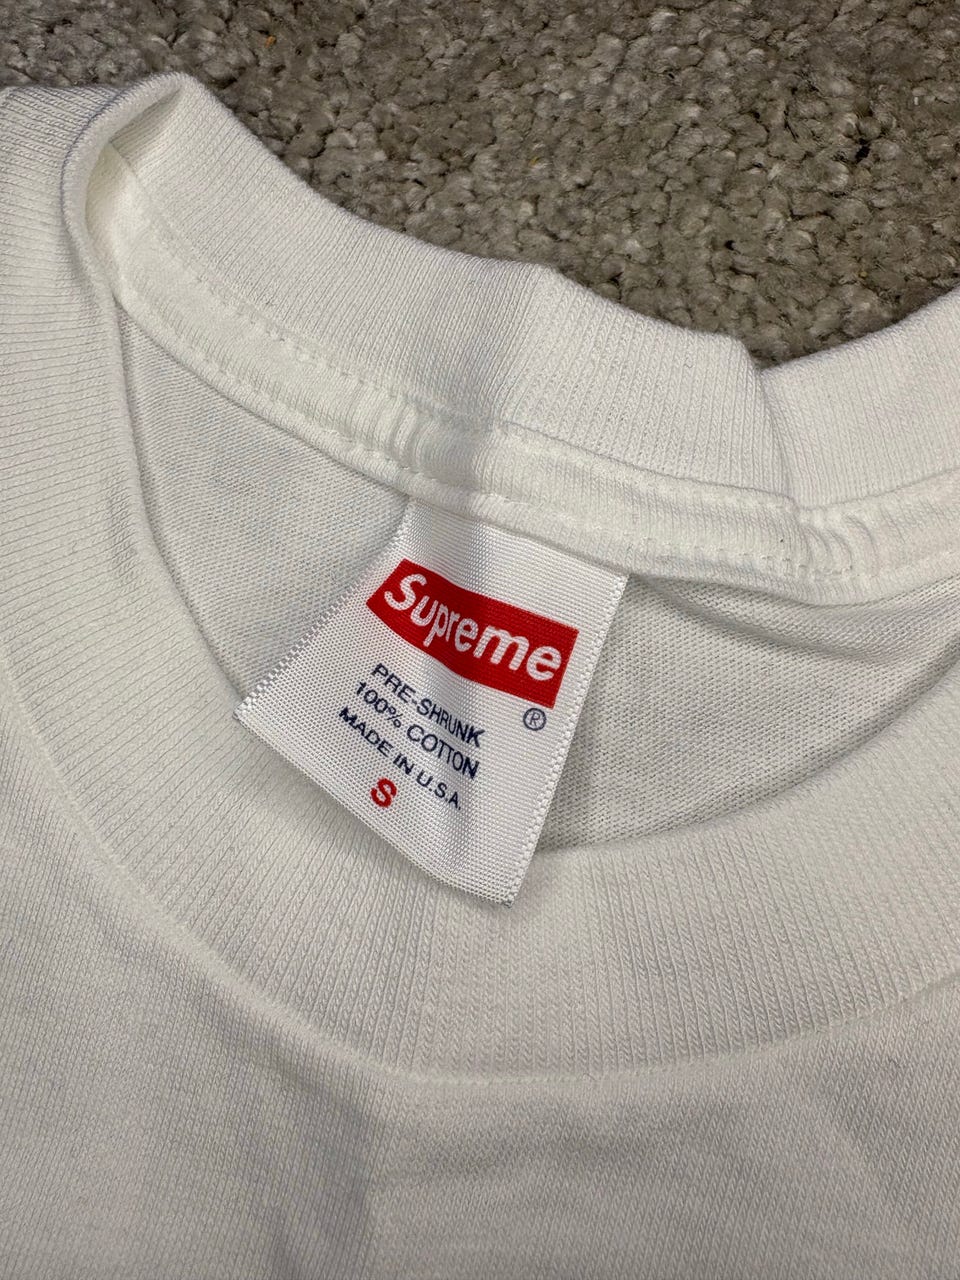 Supreme
®
PRE-SHRUNK
100% COTTON
MADE IN U.S.A.
S